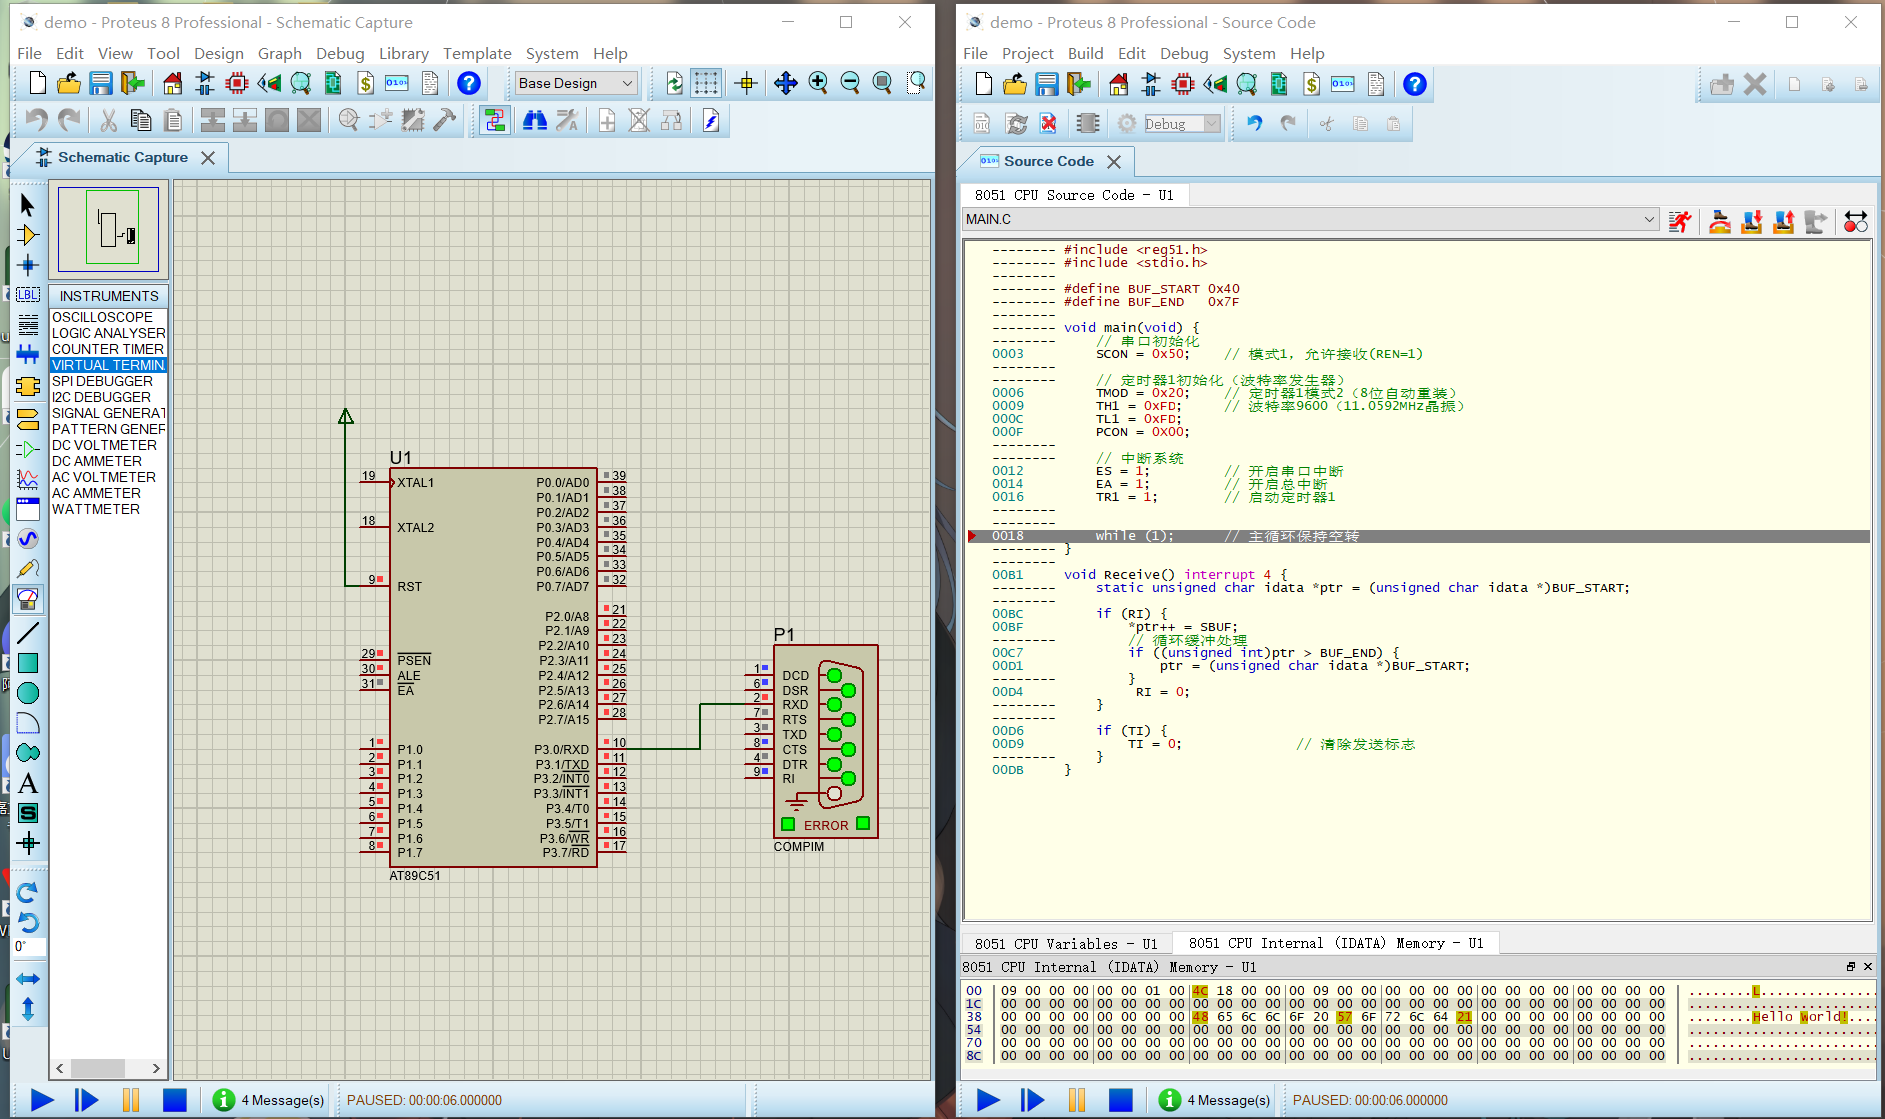 demo - Proteus 8 Professional - Schematic Capture
File Edit View Tool Design Graph Debug Library Template System Help
Base Design
Schematic Capture
INSTRUMENTS
OSCILLOSCOPE
LOGIC ANALYSER
COUNTER TIMER
VIRTUAL TERMIN
SPI DEBUGGER
I2C DEBUGGER
SIGNAL GENERAT
PATTERN GENER
DC VOLTMETER
DC AMMETER
AC VOLTMETER
AC AMMETER
WATTMETER
LBL
A
S
0°
U1
19 XTAL1
18 XTAL2
9 RST
29 PSEN
30 ALE
31 EA
1 P1.0
2 P1.1
3 P1.2
4 P1.3
5 P1.4
6 P1.5
7 P1.6
8 P1.7
P0.0/AD0 39
P0.1/AD1 38
P0.2/AD2 37
P0.3/AD3 36
P0.4/AD4 35
P0.5/AD5 34
P0.6/AD6 33
P0.7/AD7 32
P2.0/A8 21
P2.1/A9 22
P2.2/A10 23
P2.3/A11 24
P2.4/A12 25
P2.5/A13 26
P2.6/A14 27
P2.7/A15 28
P3.0/RXD 10
P3.1/TXD 11
P3.2/INT0 12
P3.3/INT1 13
P3.4/T0 14
P3.5/T1 15
P3.6/WR 16
P3.7/RD 17
AT89C51
P1
1 DCD
6 DSR
2 RXD
7 RTS
3 TXD
8 CTS
4 DTR
9 RI
ERROR
COMPIM
4 Message(s)
PAUSED: 00:00:06.000000
demo - Proteus 8 Professional - Source Code
File Project Build Edit Debug System Help
Debug
Source Code
8051 CPU Source Code - U1
MAIN.C
-------- #include <reg51.h>
-------- #include <stdio.h>
--------
-------- #define BUF_START 0x40
-------- #define BUF_END 0x7F
--------
-------- void main(void) {
-------- // 串口初始化
0003 SCON = 0x50; // 模式1, 允许接收(REN=1)
--------
-------- // 定时器1初始化（波特率发生器）
0006 TMOD = 0x20; // 定时器1模式2（8位自动重装）
0009 TH1 = 0xFD; // 波特率9600（11.0592MHz晶振）
000C TL1 = 0xFD;
000F PCON = 0x00;
--------
-------- // 中断系统
0012 ES = 1; // 开启串口中断
0014 EA = 1; // 开启总中断
0016 TR1 = 1; // 启动定时器1
--------
--------
0018 while (1); // 主循环保持空转
-------- }
--------
00B1 void Receive() interrupt 4 {
-------- static unsigned char idata *ptr = (unsigned char idata *)BUF_START;
--------
00BC if (RI) {
00BF *ptr++ = SBUF;
-------- // 循环缓冲处理
00C7 if ((unsigned int)ptr > BUF_END) {
00D1 ptr = (unsigned char idata *)BUF_START;
-------- }
00D4 RI = 0;
-------- }
--------
00D6 if (TI) {
00D9 TI = 0; // 清除发送标志
-------- }
00DB }
8051 CPU Variables - U1 8051 CPU Internal (IDATA) Memory - U1
8051 CPU Internal (IDATA) Memory - U1
00 09 00 00 00 00 00 01 00 4C 18 00 00 00 09 00 00 00 00 00 00 00 00 00 00 00 00 00 00 ........L...............
1C 00 00 00 00 00 00 00 00 00 00 00 00 00 00 00 00 00 00 00 00 00 00 00 00 00 00 00 00 ........................
38 00 00 00 00 00 00 00 00 48 65 6C 6C 6F 20 57 6F 72 6C 64 21 00 00 00 00 00 00 00 00 ........Hello World!....
54 00 00 00 00 00 00 00 00 00 00 00 00 00 00 00 00 00 00 00 00 00 00 00 00 00 00 00 00 ........................
70 00 00 00 00 00 00 00 00 00 00 00 00 00 00 00 00 00 00 00 00 00 00 00 00 00 00 00 00 ........................
8C 00 00 00 00 00 00 00 00 00 00 00 00 00 00 00 00 00 00 00 00 00 00 00 00 00 00 00 00 ........................
4 Message(s)
PAUSED: 00:00:06.000000